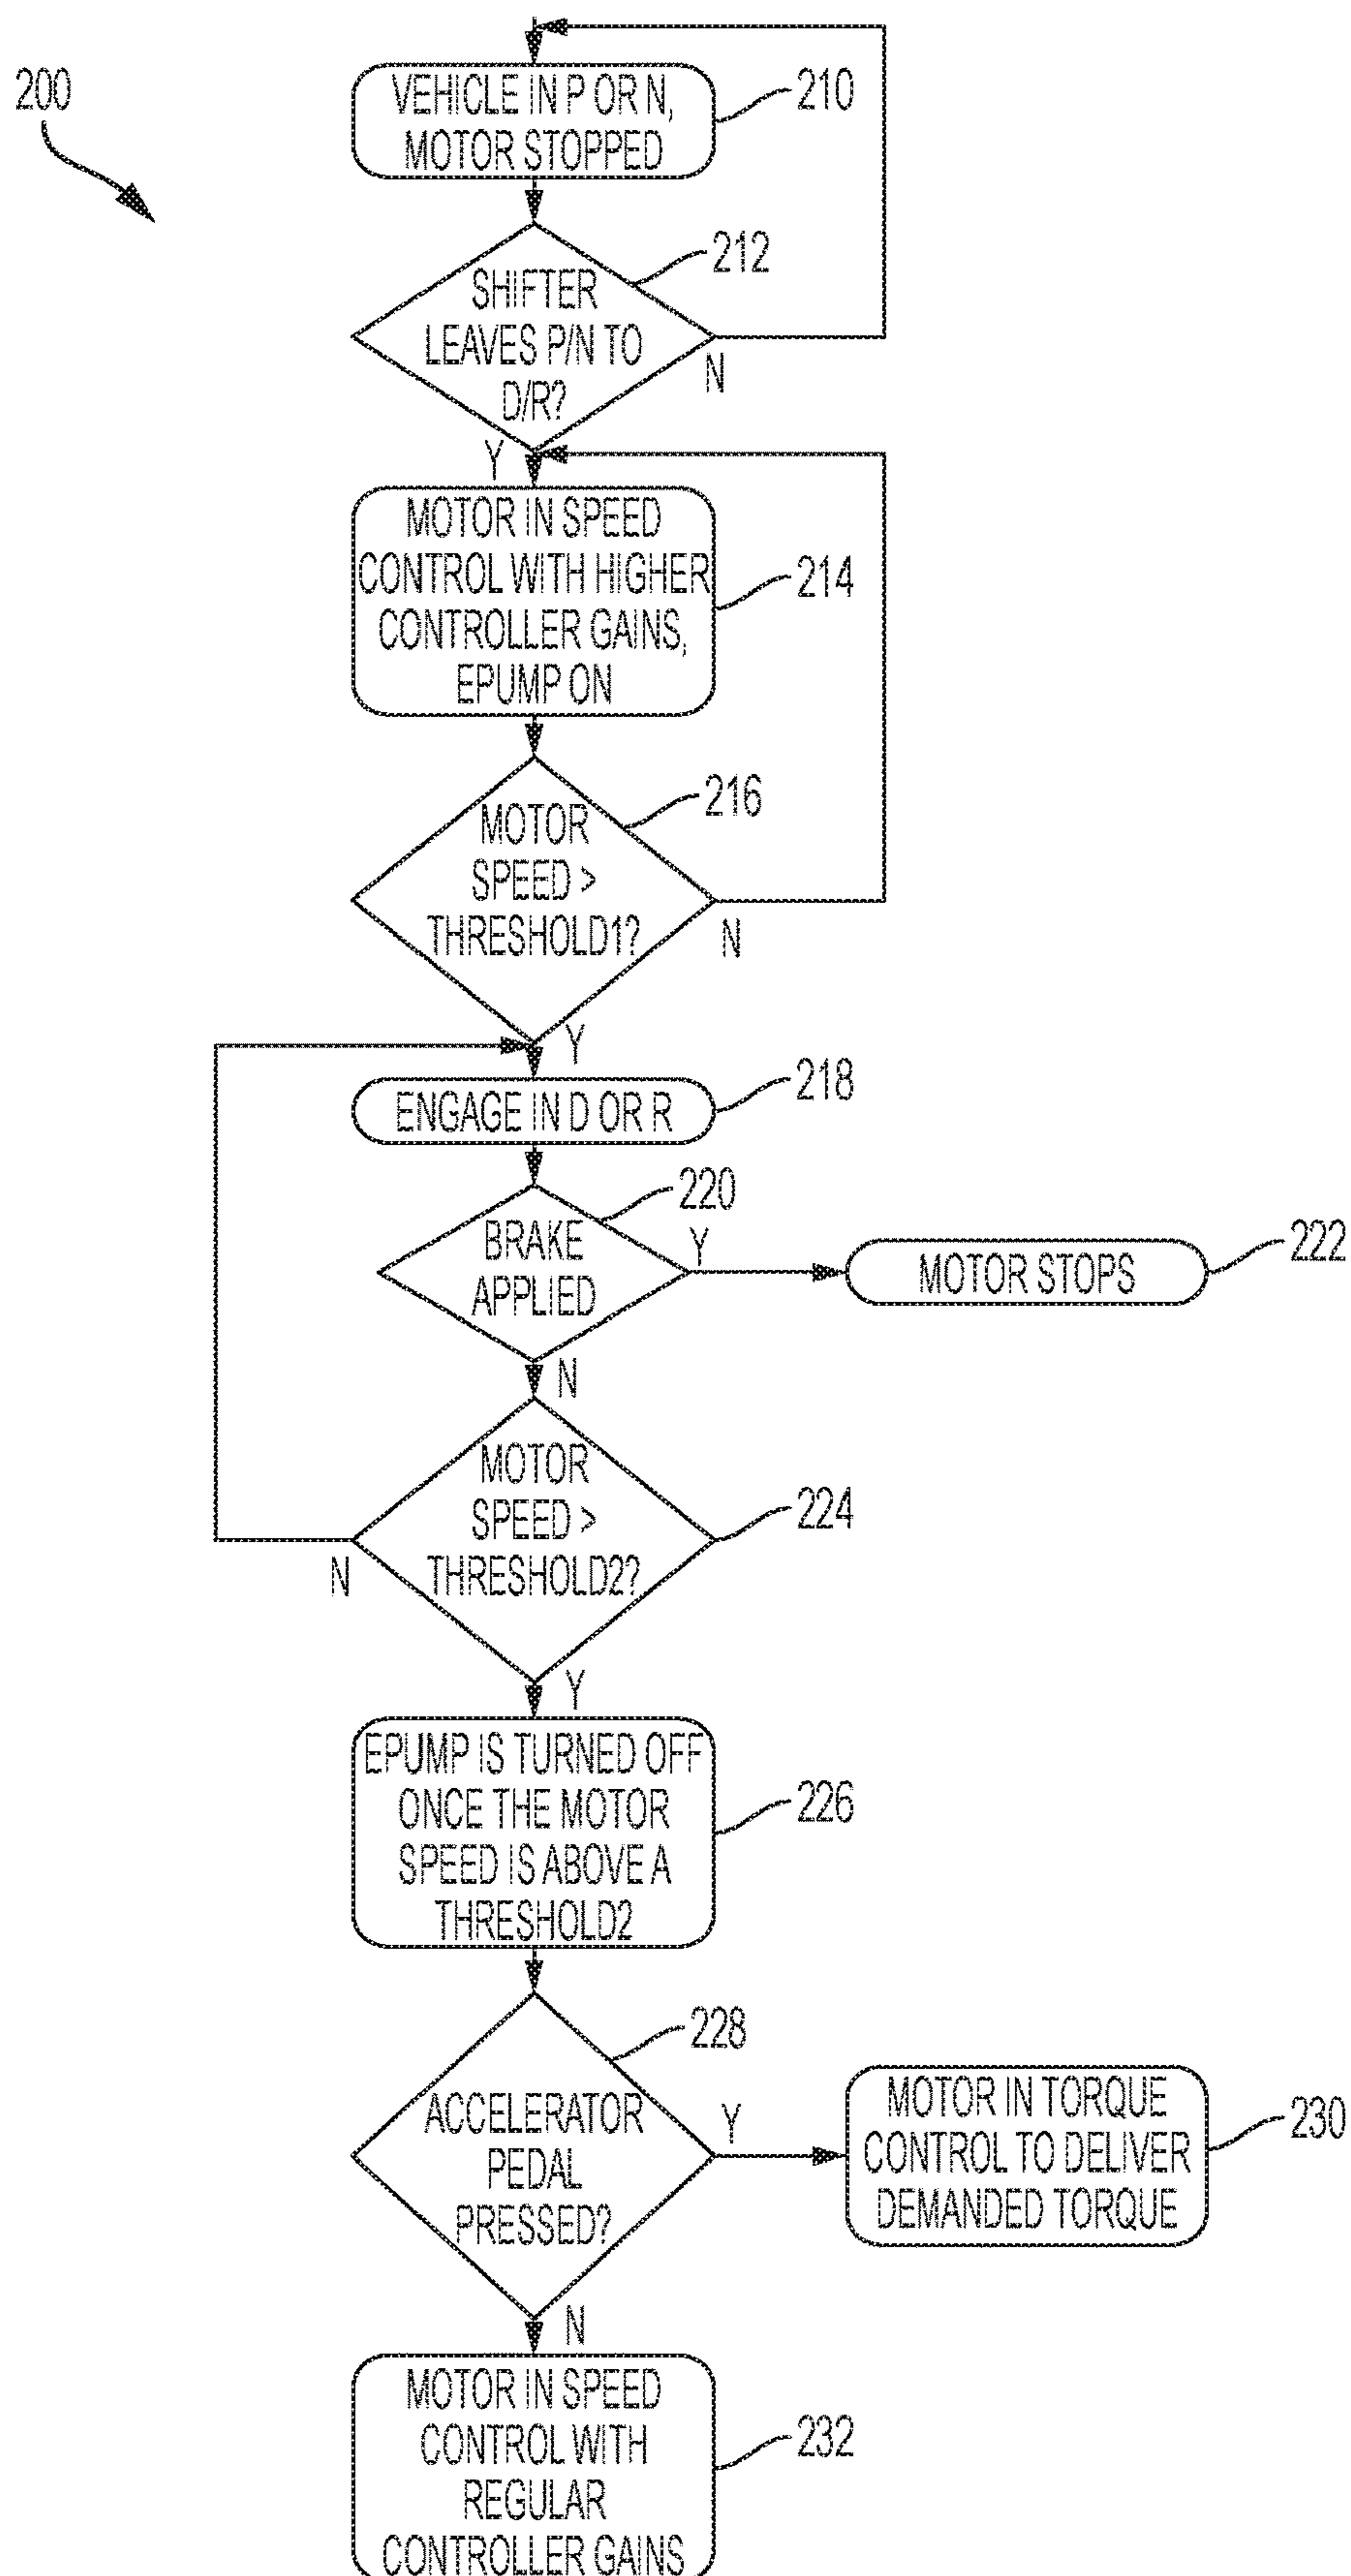 200
VEHICLE IN P OR N,
MOTOR STOPPED
210
212
SHIFTER
LEAVES P/N TO
D/R?
N
Y
MOTOR IN SPEED
CONTROL WITH HIGHER
CONTROLLER GAINS,
EPUMP ON
214
216
MOTOR
SPEED >
THRESHOLD1?
N
Y
ENGAGE IN D OR R
218
220
BRAKE
APPLIED
Y
MOTOR STOPS
222
N
MOTOR
SPEED >
THRESHOLD2?
224
N
Y
EPUMP IS TURNED OFF
ONCE THE MOTOR
SPEED IS ABOVE A
THRESHOLD2
226
228
ACCELERATOR
PEDAL
PRESSED?
Y
MOTOR IN TORQUE
CONTROL TO DELIVER
DEMANDED TORQUE
230
N
MOTOR IN SPEED
CONTROL WITH
REGULAR
CONTROLLER GAINS
232